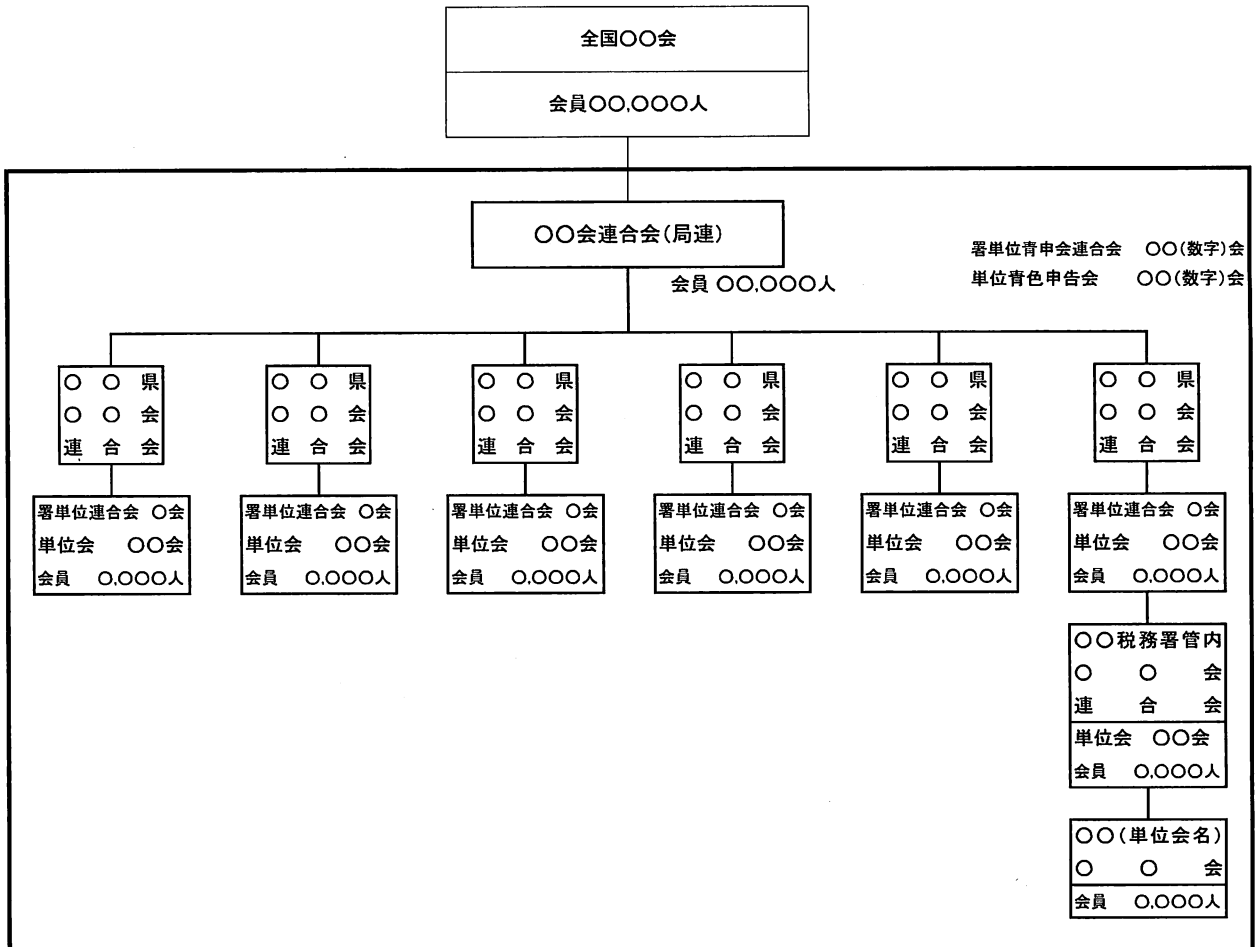 全国〇〇会
会員〇〇,〇〇〇人
〇〇会連合会(局連)
会員 〇〇,〇〇〇人
署単位青申会連合会 〇〇(数字)会
単位青色申告会 〇〇(数字)会
〇 〇 県
〇 〇 会
連 合 会
〇 〇 県
〇 〇 会
連 合 会
〇 〇 県
〇 〇 会
連 合 会
〇 〇 県
〇 〇 会
連 合 会
〇 〇 県
〇 〇 会
連 合 会
〇 〇 県
〇 〇 会
連 合 会
署単位連合会 〇会
単位会 〇〇会
会員 〇,〇〇〇人
署単位連合会 〇会
単位会 〇〇会
会員 〇,〇〇〇人
署単位連合会 〇会
単位会 〇〇会
会員 〇,〇〇〇人
署単位連合会 〇会
単位会 〇〇会
会員 〇,〇〇〇人
署単位連合会 〇会
単位会 〇〇会
会員 〇,〇〇〇人
署単位連合会 〇会
単位会 〇〇会
会員 〇,〇〇〇人
〇〇税務署管内
〇 〇 会
連 合 会
単位会 〇〇会
会員 〇,〇〇〇人
〇〇(単位会名)
〇 〇 会
会員 〇,〇〇〇人